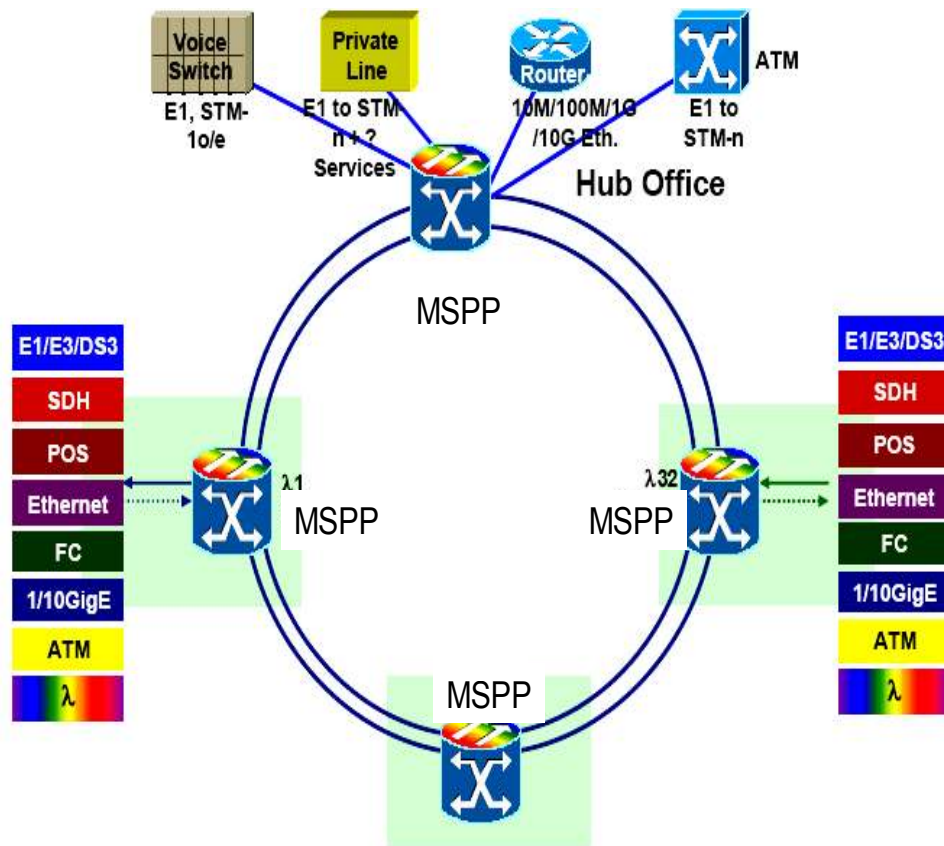 Voice
Switch
E1, STM-
1o/e
Private
Line
E1 to STM-
n + ?
Services
Router
10M/100M/1G
/10G Eth.
ATM
E1 to
STM-n
Hub Office
MSPP
E1/E3/DS3
SDH
POS
Ethernet
FC
1/10GigE
ATM
λ
λ1
MSPP
λ32
MSPP
E1/E3/DS3
SDH
POS
Ethernet
FC
1/10GigE
ATM
λ
MSPP